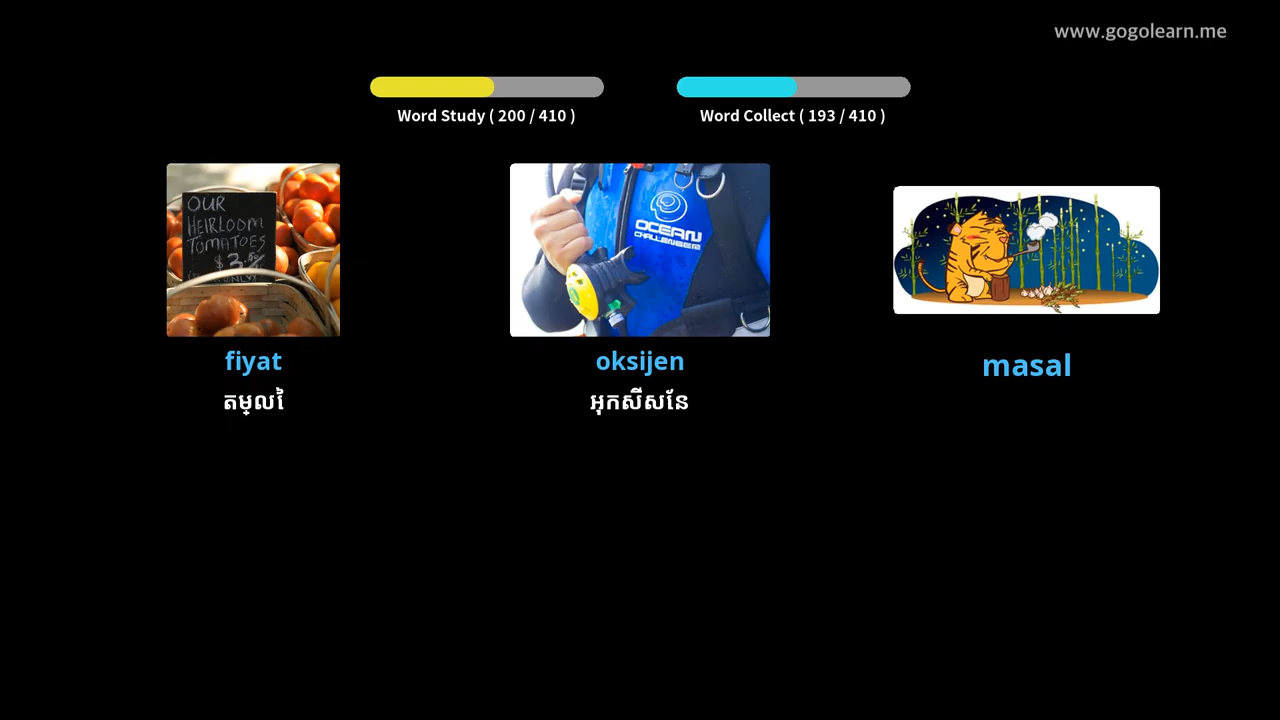 www.gogolearn.me
Word Study ( 200 / 410 )
Word Collect ( 193 / 410 )
OUR
HEIRLOOM
TOMATOES
OCEAN
CHALLENGER
fiyat
oksijen
masal
តម្លៃ
អុកស៊ីសែន